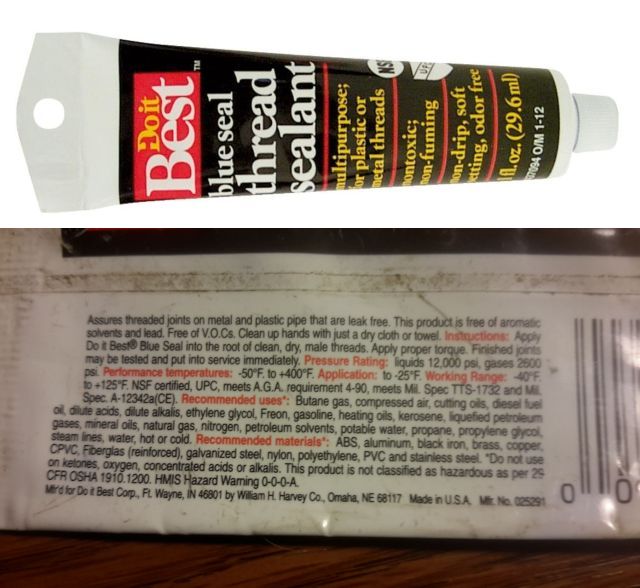 Do it
Best™
blue seal
thread
sealant
multipurpose;
for plastic or
metal threads
nontoxic;
non-fuming
non-drip, soft
setting, odor free
1 fl. oz. (29.6 ml)
O/M 1-12
NSF
UPC
Assures threaded joints on metal and plastic pipe that are leak free. This product is free of aromatic
solvents and lead. Free of V.O.Cs. Clean up hands with just a dry cloth or towel. Instructions: Apply
Do it Best® Blue Seal into the root of clean, dry, male threads. Apply proper torque. Finished joints
may be tested and put into service immediately. Pressure Rating: liquids 12,000 psi, gases 2600
psi. Performance temperatures: -50°F. to +400°F. Application: to -25°F. Working Range: -40°F.
to +125°F. NSF certified, UPC, meets A.G.A. requirement 4-90, meets Mil. Spec TTS-1732 and Mil.
Spec. A-12342a(CE). Recommended uses*: Butane gas, compressed air, cutting oils, diesel fuel
oil, dilute acids, dilute alkalis, ethylene glycol, Freon, gasoline, heating oils, kerosene, liquefied petroleum
gases, mineral oils, natural gas, nitrogen, petroleum solvents, potable water, propane, propylene glycol,
steam lines, water, hot or cold. Recommended materials*: ABS, aluminum, black iron, brass, copper,
CPVC, Fiberglas (reinforced), galvanized steel, nylon, polyethylene, PVC and stainless steel. *Do not use
on ketones, oxygen, concentrated acids or alkalis. This product is not classified as hazardous as per 29
CFR OSHA 1910.1200. HMIS Hazard Warning 0-0-0-A.
Mfr'd for Do it Best Corp., Ft. Wayne, IN 46801 by William H. Harvey Co., Omaha, NE 68117 Made in U.S.A. Mfr. No. 025291
0